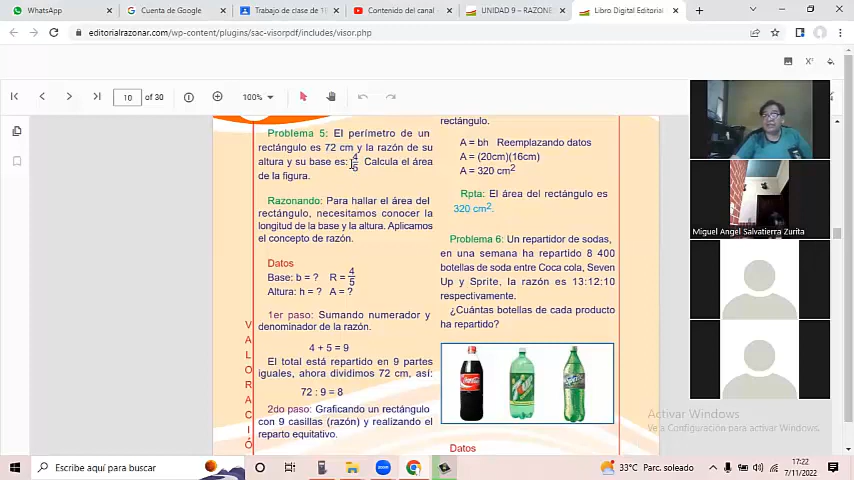 WhatsApp
Cuenta de Google
Trabajo de clase de 1
Contenido del canal
UNIDAD 9 – RAZONE
Libro Digital Editorial
editorialrazonar.com/wp-content/plugins/sac-visorpdf/includes/visor.php
10 of 30
100%
Problema 5: El perímetro de un
rectángulo es 72 cm y la razón de su
altura y su base es: 4/5 Calcula el área
de la figura.
Razonando: Para hallar el área del
rectángulo, necesitamos conocer la
longitud de la base y la altura. Aplicamos
el concepto de razón.
Datos
Base: b = ? R = 4/5
Altura: h = ? A = ?
1er paso: Sumando numerador y
denominador de la razón.
4 + 5 = 9
El total está repartido en 9 partes
iguales, ahora dividimos 72 cm, así:
72 : 9 = 8
2do paso: Graficando un rectángulo
con 9 casillas (razón) y realizando el
reparto equitativo.
VALORACIÓ
rectángulo.
A = bh Reemplazando datos
A = (20cm)(16cm)
A = 320 cm²
Rpta: El área del rectángulo es
320 cm².
Problema 6: Un repartidor de sodas,
en una semana ha repartido 8 400
botellas de soda entre Coca cola, Seven
Up y Sprite, la razón es 13:12:10
respectivamente.
¿Cuántas botellas de cada producto
ha repartido?
Coca-Cola
7up
Sprite
Datos
Miguel Angel Salvatierra Zurita
Activar Windows
Ve a Configuración para activar Windows.
Escribe aquí para buscar
33°C Parc. soleado
17:22
7/11/2022